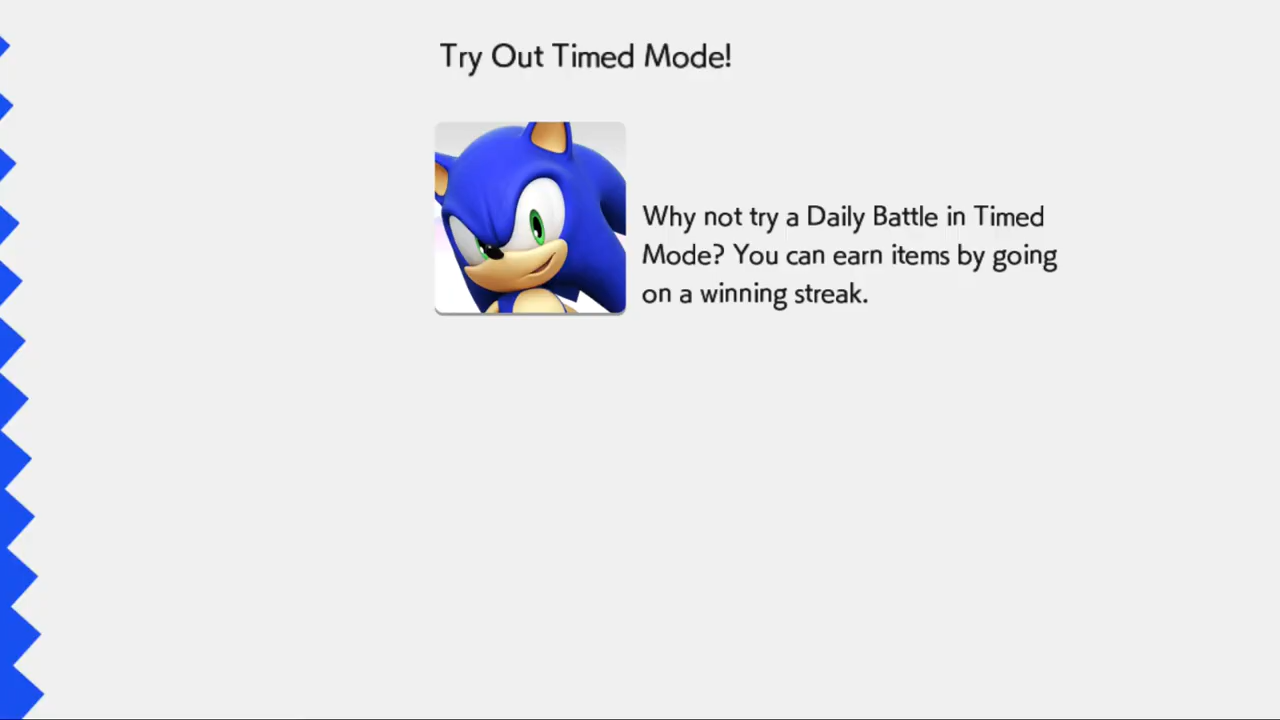 Try Out Timed Mode!
Why not try a Daily Battle in Timed
Mode? You can earn items by going
on a winning streak.